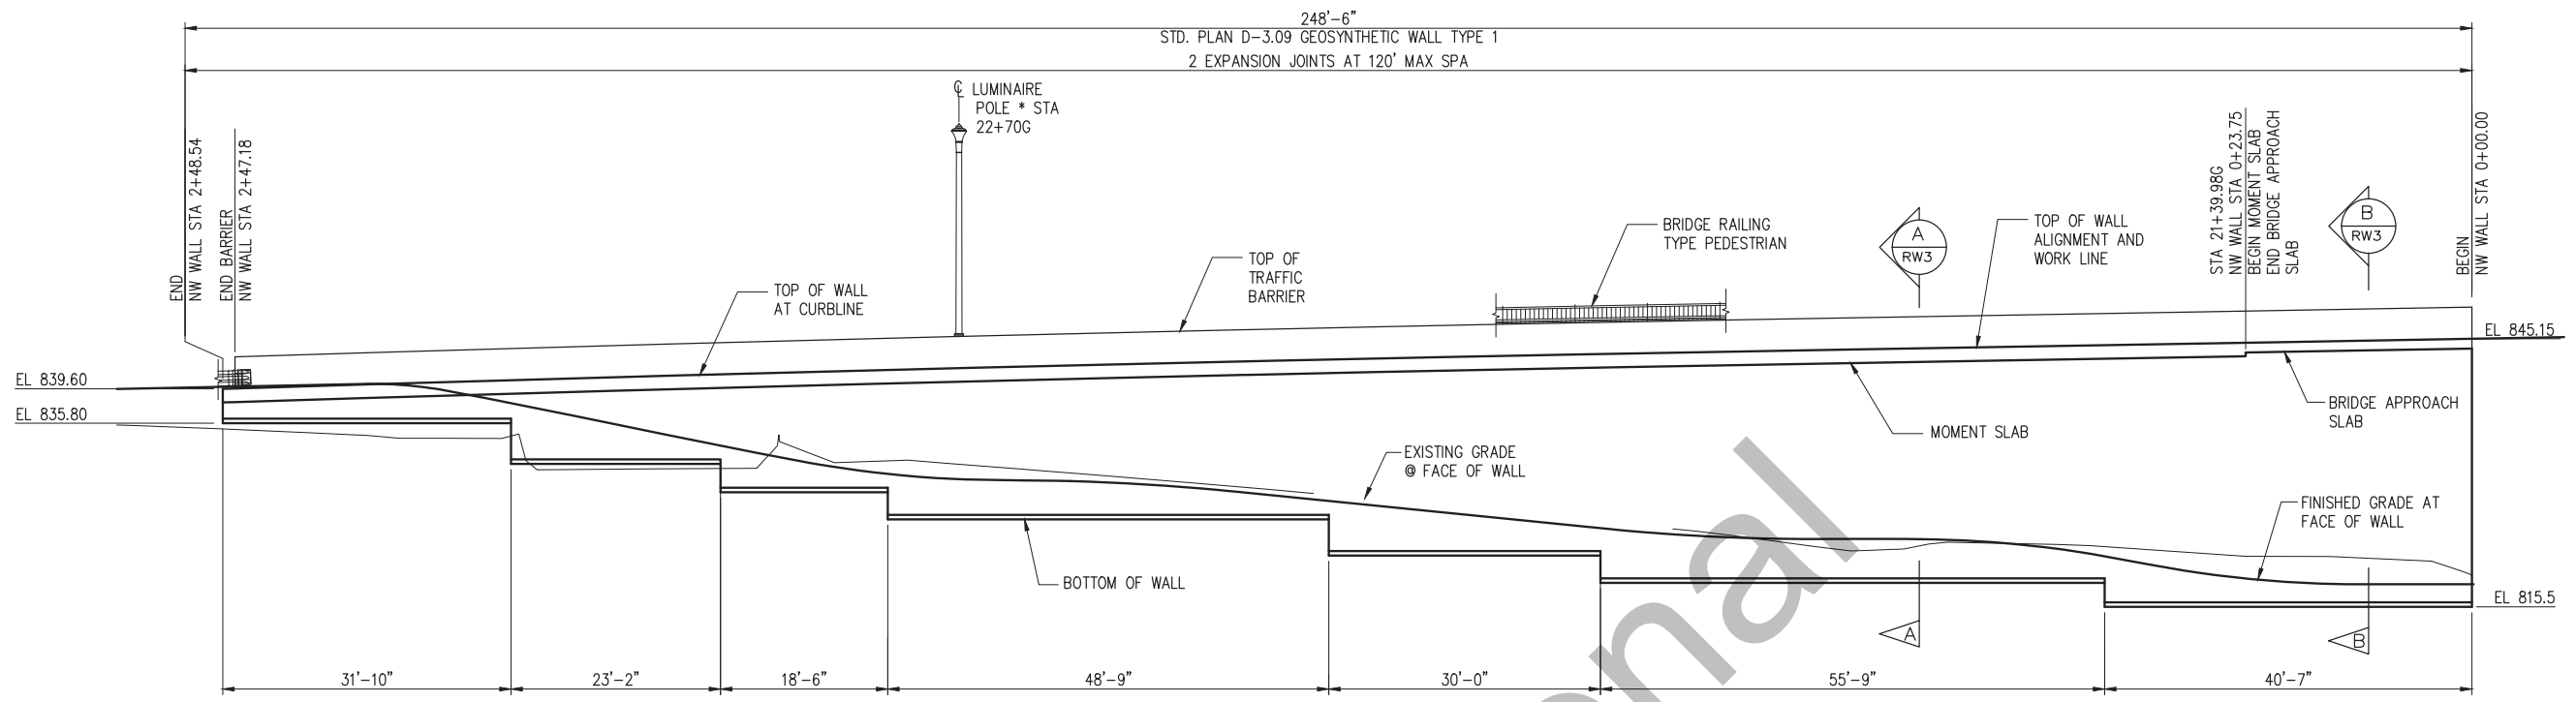 248'-6"
STD. PLAN D-3.09 GEOSYNTHETIC WALL TYPE 1
2 EXPANSION JOINTS AT 120' MAX SPA
END
NW WALL STA 2+48.54
END BARRIER
NW WALL STA 2+47.18
℄ LUMINAIRE
POLE * STA
22+70G
TOP OF WALL
AT CURBLINE
TOP OF
TRAFFIC
BARRIER
BRIDGE RAILING
TYPE PEDESTRIAN
A
RW3
TOP OF WALL
ALIGNMENT AND
WORK LINE
STA 21+39.98G
NW WALL STA 0+23.75
BEGIN MOMENT SLAB
END BRIDGE APPROACH
SLAB
B
RW3
BEGIN
NW WALL STA 0+00.00
EL 845.15
EL 839.60
EL 835.80
BRIDGE APPROACH
SLAB
MOMENT SLAB
EXISTING GRADE
@ FACE OF WALL
FINISHED GRADE AT
FACE OF WALL
BOTTOM OF WALL
EL 815.5
A
B
31'-10"
23'-2"
18'-6"
48'-9"
30'-0"
55'-9"
40'-7"